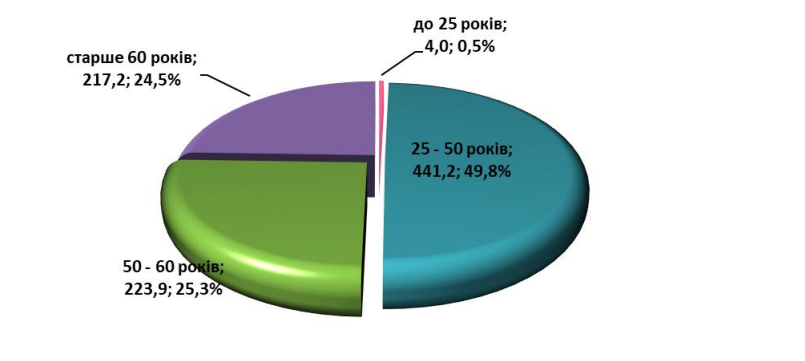 до 25 років;
4,0; 0,5%
старше 60 років;
217,2; 24,5%
25 - 50 років;
441,2; 49,8%
50 - 60 років;
223,9; 25,3%